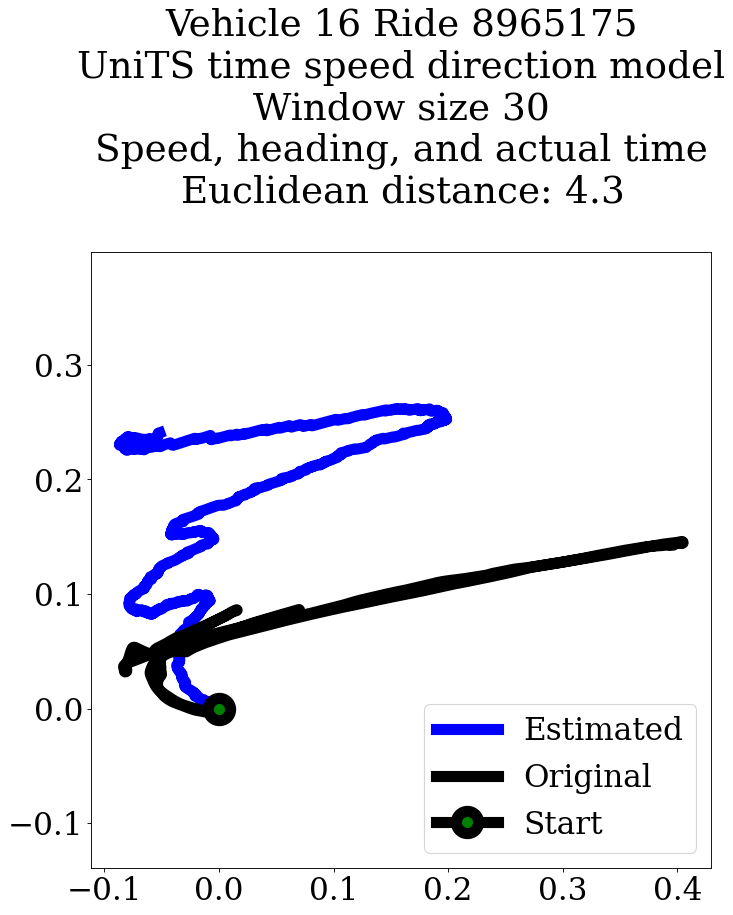 Vehicle 16 Ride 8965175
UniTS time speed direction model
Window size 30
Speed, heading, and actual time
Euclidean distance: 4.3
0.3
0.2
0.1
0.0
−0.1
−0.1 0.0 0.1 0.2 0.3 0.4
Estimated
Original
Start